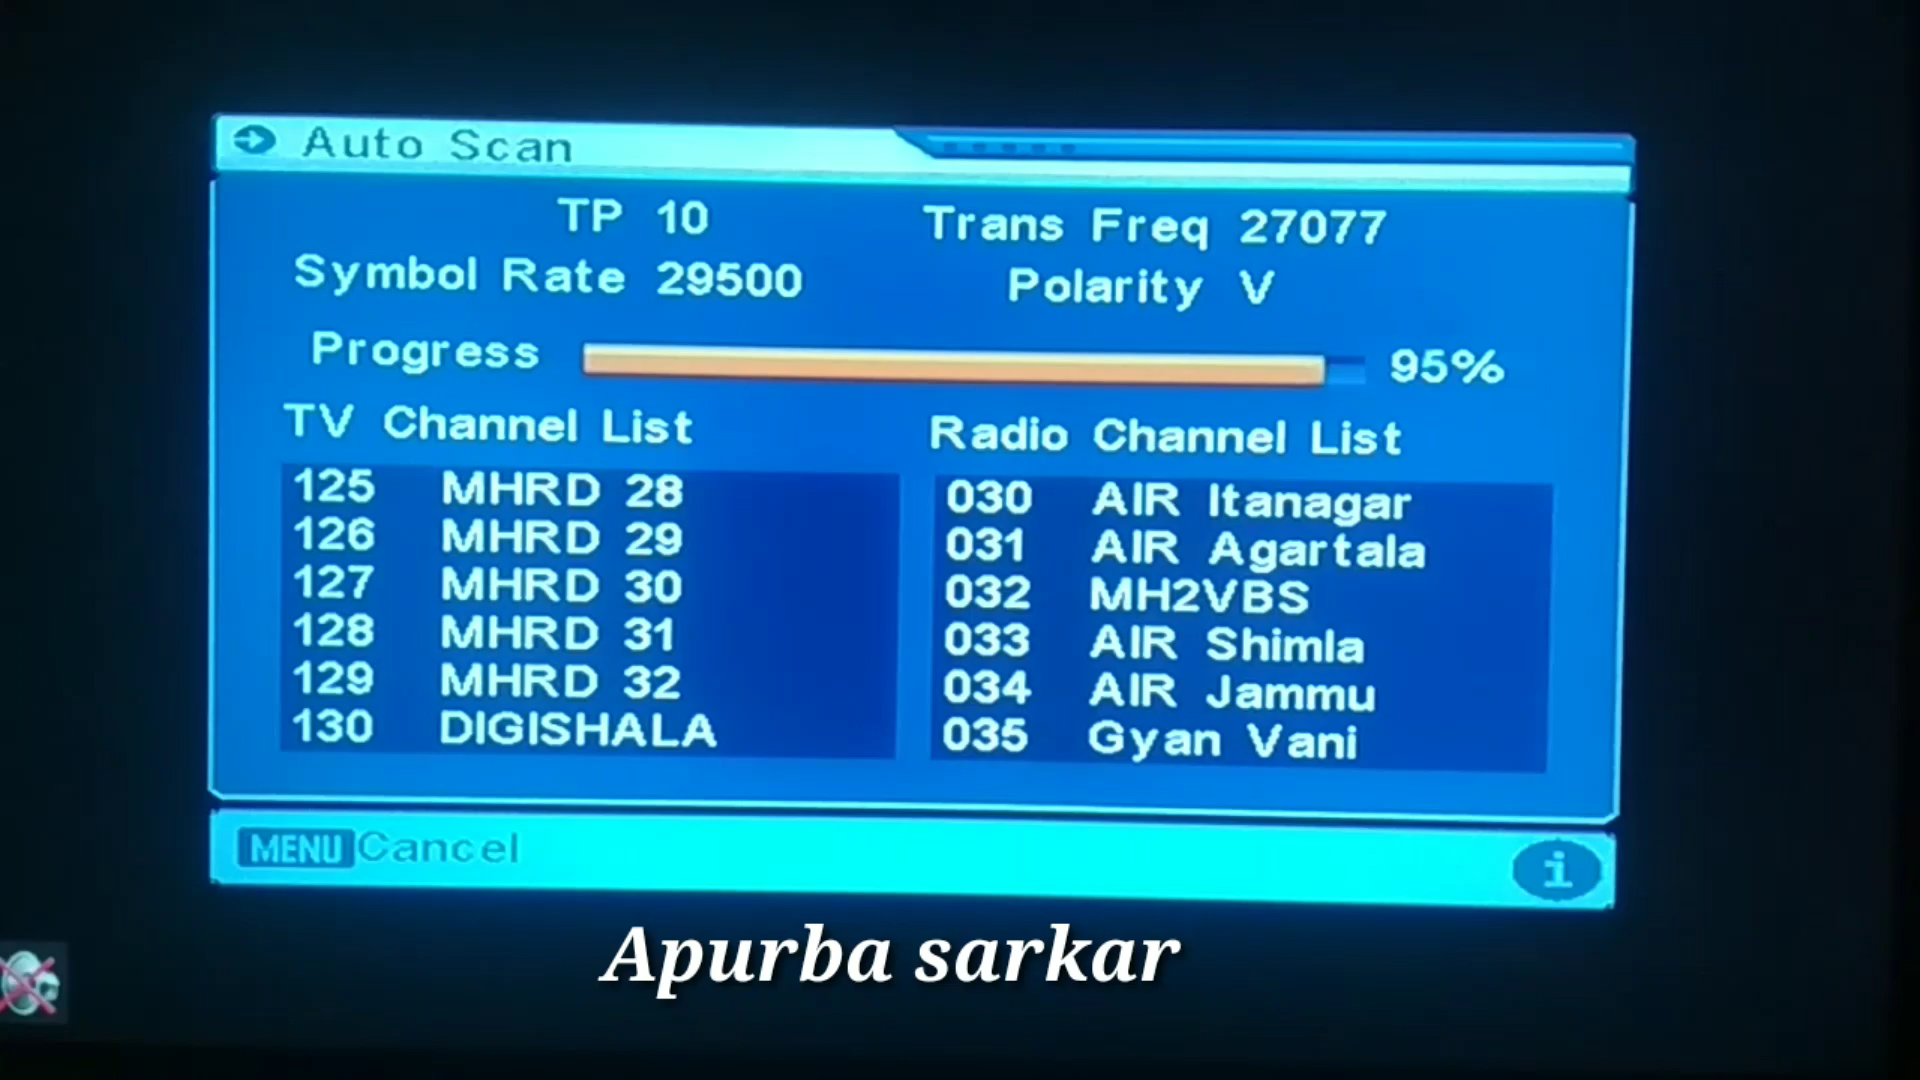 Auto Scan
TP 10 Trans Freq 27077
Symbol Rate 29500 Polarity V
Progress 95%
TV Channel List Radio Channel List
125 MHRD 28 030 AIR Itanagar
126 MHRD 29 031 AIR Agartala
127 MHRD 30 032 MH2VBS
128 MHRD 31 033 AIR Shimla
129 MHRD 32 034 AIR Jammu
130 DIGISHALA 035 Gyan Vani
MENU Cancel i
Apurba sarkar